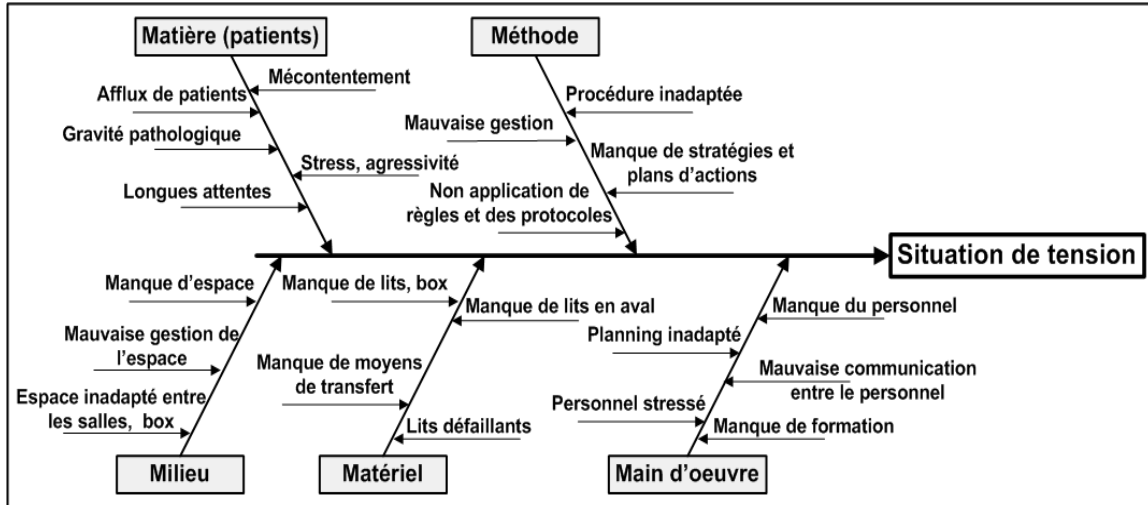 Matière (patients)
Mécontentement
Afflux de patients
Gravité pathologique
Stress, agressivité
Longues attentes
Méthode
Procédure inadaptée
Mauvaise gestion
Manque de stratégies et
plans d’actions
Non application de
règles et des protocoles
Situation de tension
Manque d’espace
Mauvaise gestion de
l’espace
Espace inadapté entre
les salles, box
Milieu
Manque de lits, box
Manque de lits en aval
Manque de moyens
de transfert
Lits défaillants
Matériel
Manque du personnel
Planning inadapté
Mauvaise communication
entre le personnel
Personnel stressé
Manque de formation
Main d’oeuvre